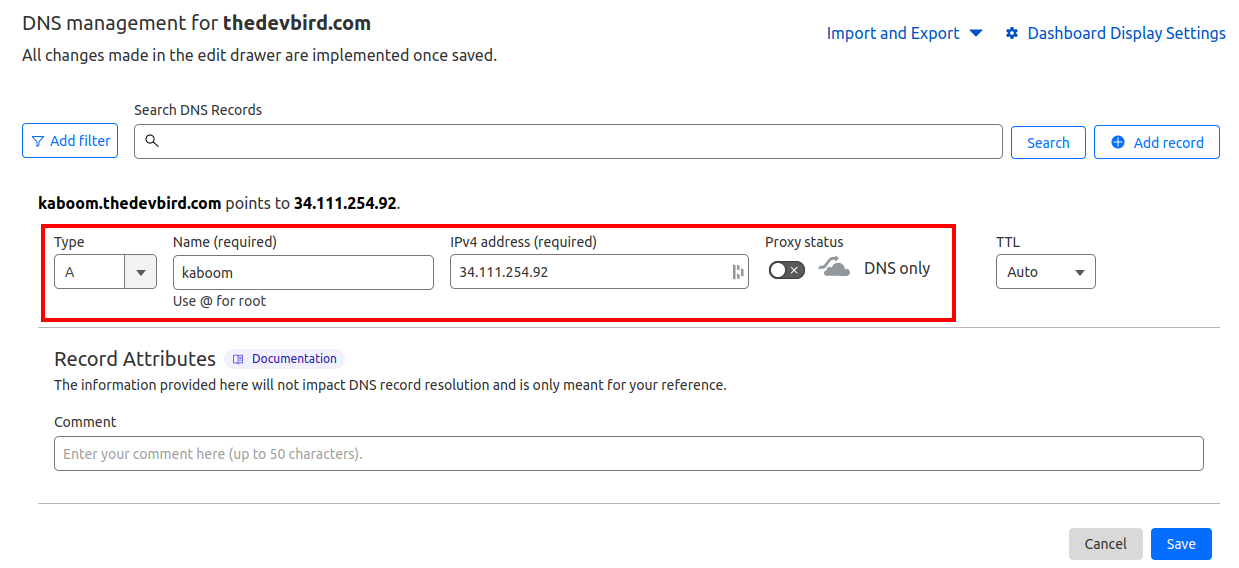 DNS management for thedevbird.com
All changes made in the edit drawer are implemented once saved.
Import and Export
Dashboard Display Settings
Search DNS Records
Add filter
Search
Add record
kaboom.thedevbird.com points to 34.111.254.92.
Type
Name (required)
IPv4 address (required)
Proxy status
TTL
A
kaboom
34.111.254.92
DNS only
Auto
Use @ for root
Record Attributes
Documentation
The information provided here will not impact DNS record resolution and is only meant for your reference.
Comment
Enter your comment here (up to 50 characters).
Cancel
Save